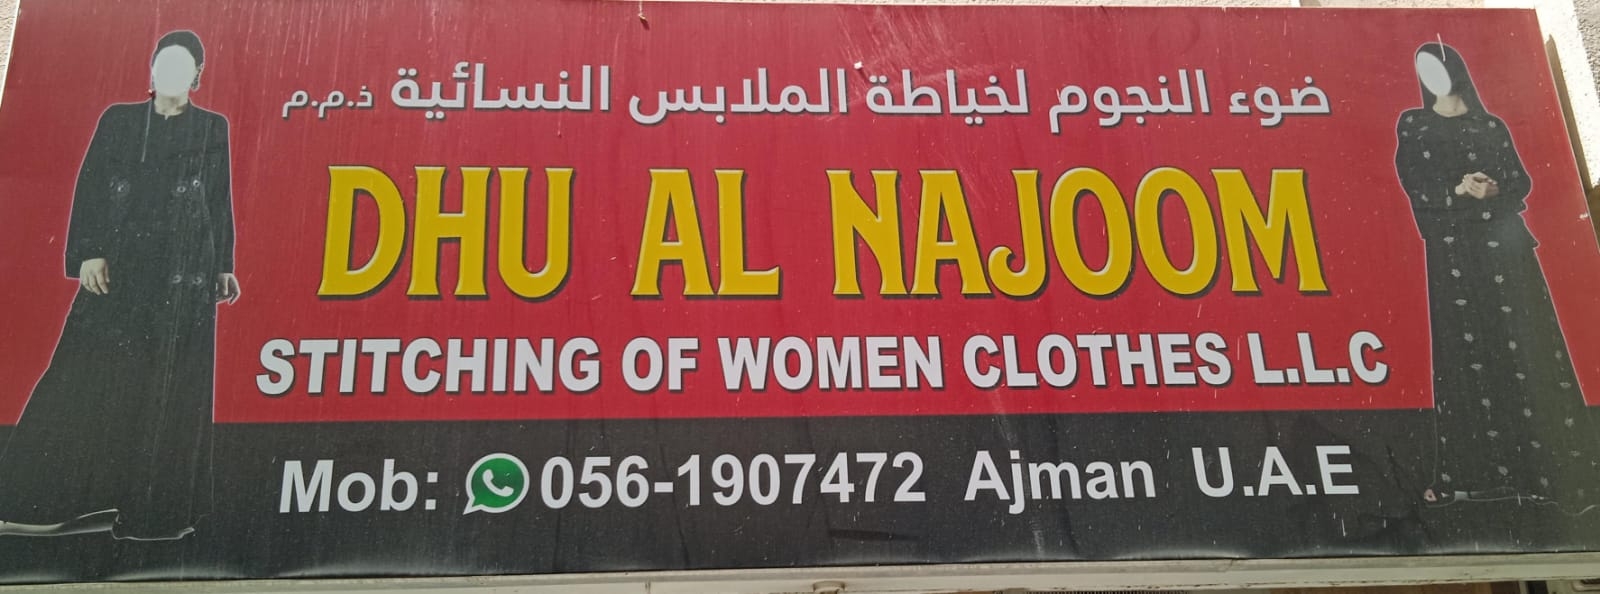 ضوء النجوم لخياطة الملابس النسائية ذ.م.م
DHU AL NAJOOM
STITCHING OF WOMEN CLOTHES L.L.C
Mob: 056-1907472 Ajman U.A.E